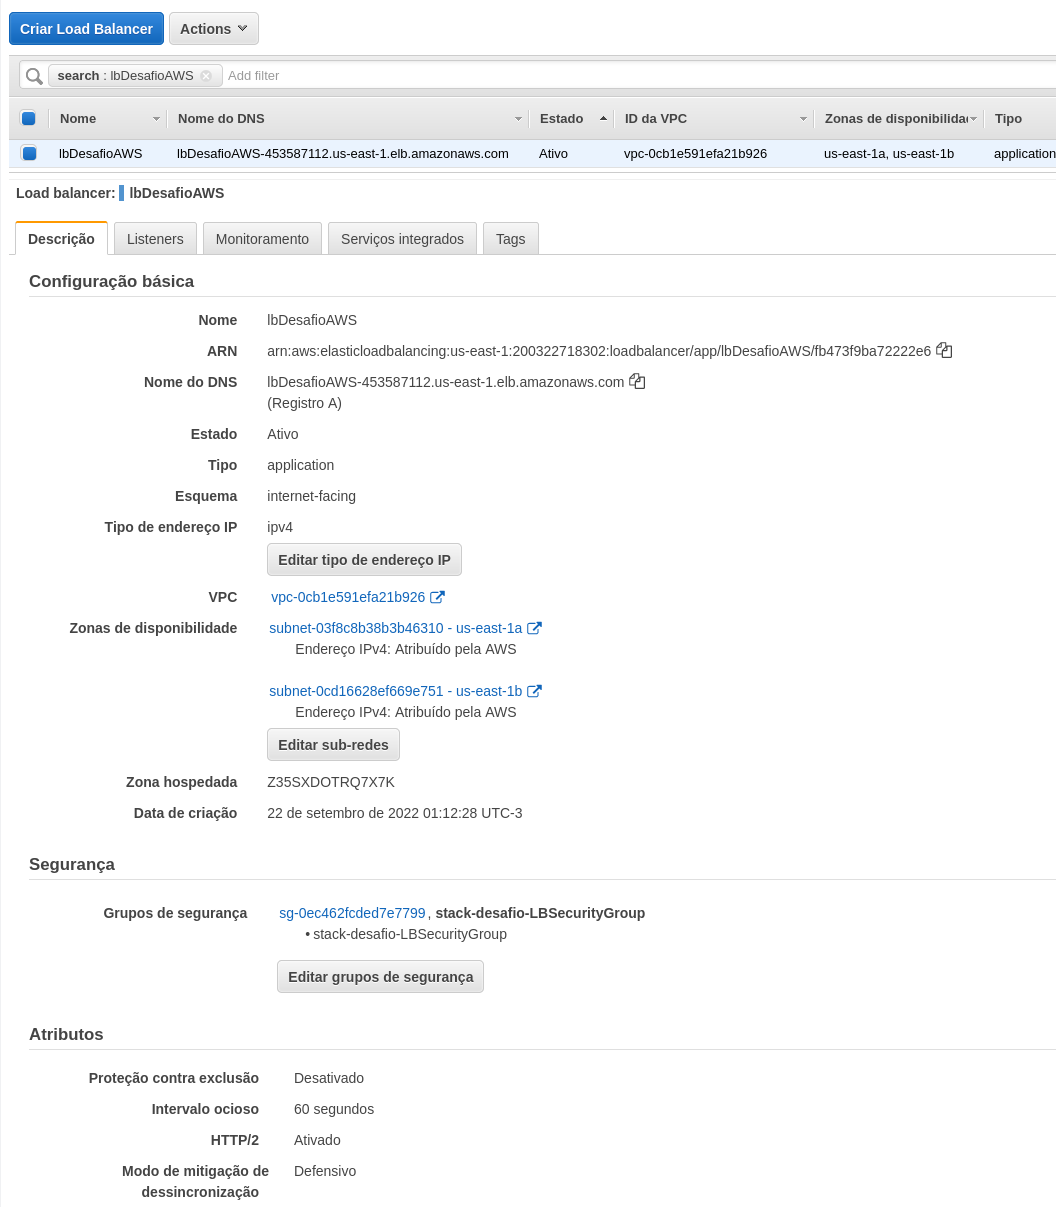 Criar Load Balancer Actions
search : lbDesafioAWS Add filter
Nome Nome do DNS Estado ID da VPC Zonas de disponibilida Tipo
lbDesafioAWS lbDesafioAWS-453587112.us-east-1.elb.amazonaws.com Ativo vpc-0cb1e591efa21b926 us-east-1a, us-east-1b application
Load balancer: lbDesafioAWS
Descrição Listeners Monitoramento Serviços integrados Tags
Configuração básica
Nome lbDesafioAWS
ARN arn:aws:elasticloadbalancing:us-east-1:200322718302:loadbalancer/app/lbDesafioAWS/fb473f9ba72222e6
Nome do DNS lbDesafioAWS-453587112.us-east-1.elb.amazonaws.com
(Registro A)
Estado Ativo
Tipo application
Esquema internet-facing
Tipo de endereço IP ipv4
Editar tipo de endereço IP
VPC vpc-0cb1e591efa21b926
Zonas de disponibilidade subnet-03f8c8b38b3b46310 - us-east-1a
Endereço IPv4: Atribuído pela AWS
subnet-0cd16628ef669e751 - us-east-1b
Endereço IPv4: Atribuído pela AWS
Editar sub-redes
Zona hospedada Z35SXDOTRQ7X7K
Data de criação 22 de setembro de 2022 01:12:28 UTC-3
Segurança
Grupos de segurança sg-0ec462fcded7e7799, stack-desafio-LBSecurityGroup
• stack-desafio-LBSecurityGroup
Editar grupos de segurança
Atributos
Proteção contra exclusão Desativado
Intervalo ocioso 60 segundos
HTTP/2 Ativado
Modo de mitigação de Defensivo
dessincronização